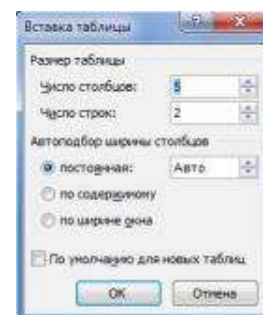 Вставка таблицы
Размер таблицы
Число столбцов: 5
Число строк: 2
Автоподбор ширины столбцов
постоянная: Авто
по содержимому
по ширине окна
По умолчанию для новых таблиц
ОК Отмена